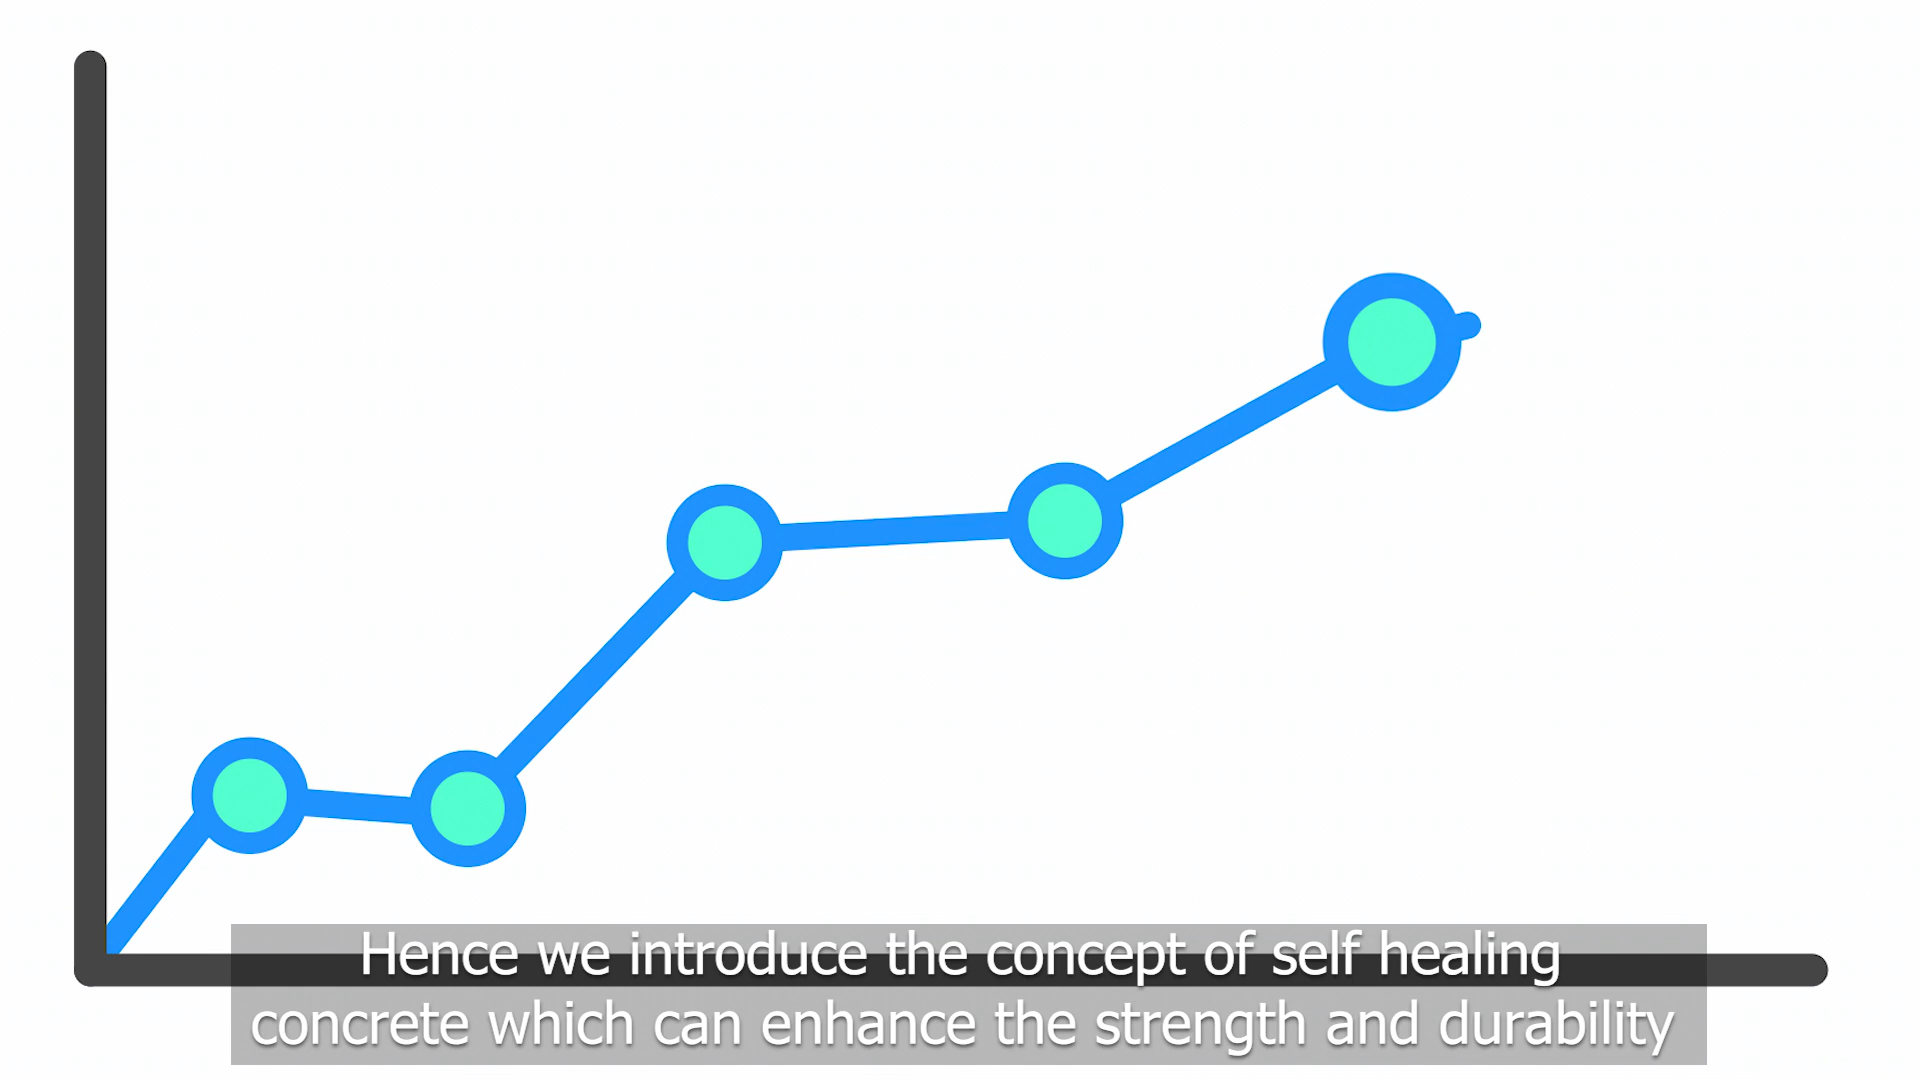 Hence we introduce the concept of self healing
concrete which can enhance the strength and durability